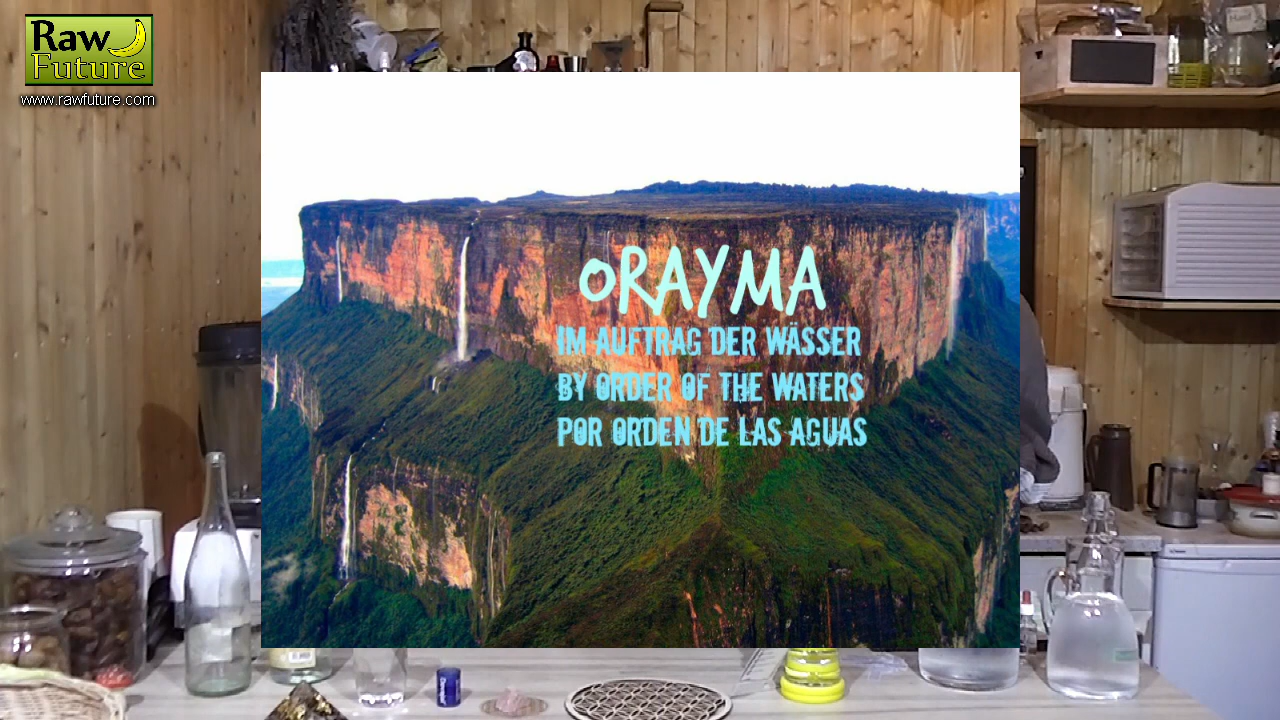 Raw
Future
www.rawfuture.com
ORAYMA
IM AUFTRAG DER WÄSSER
BY ORDER OF THE WATERS
POR ORDEN DE LAS AGUAS